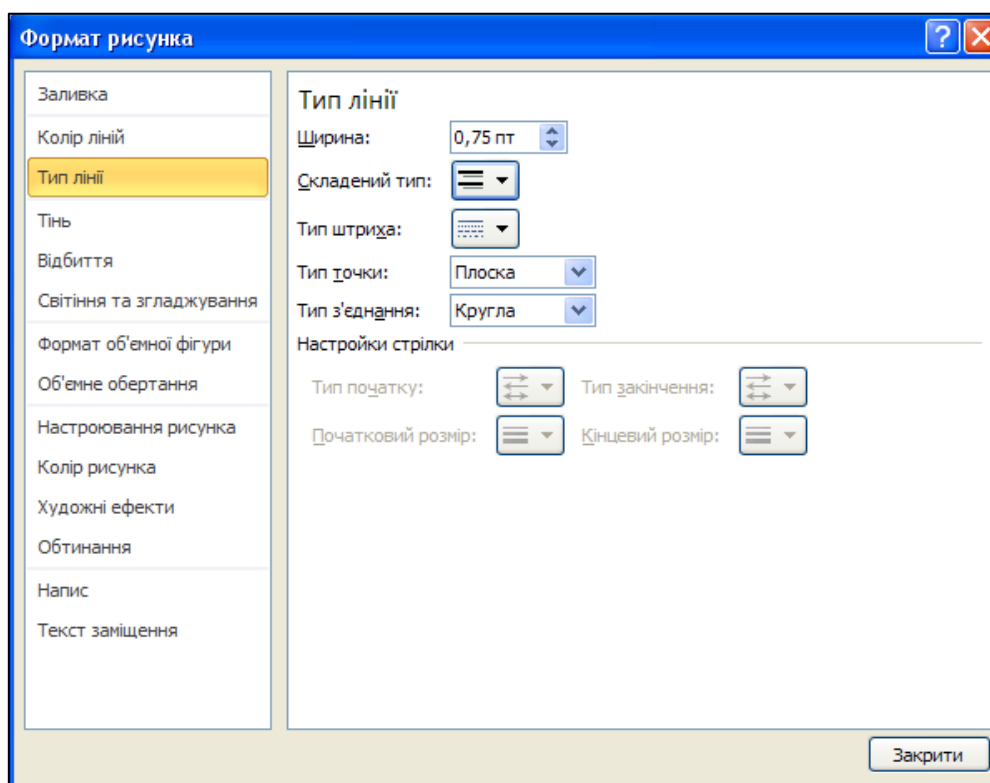 Формат рисунка
Заливка
Колір ліній
Тип лінії
Тінь
Відбиття
Світіння та згладжування
Формат об'ємної фігури
Об'ємне обертання
Настроювання рисунка
Колір рисунка
Художні ефекти
Обтинання
Напис
Текст заміщення
Тип лінії
Ширина: 0,75 пт
Складений тип:
Тип штриха:
Тип точки: Плоска
Тип з'єднання: Кругла
Настройки стрілки
Тип початку: Тип закінчення:
Початковий розмір: Кінцевий розмір:
Закрити